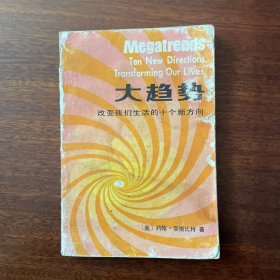 Megatrends
Ten New Directions
Transforming Our Lives
大趋势
改变我们生活的十个新方向
〔美〕约翰·奈斯比特 著